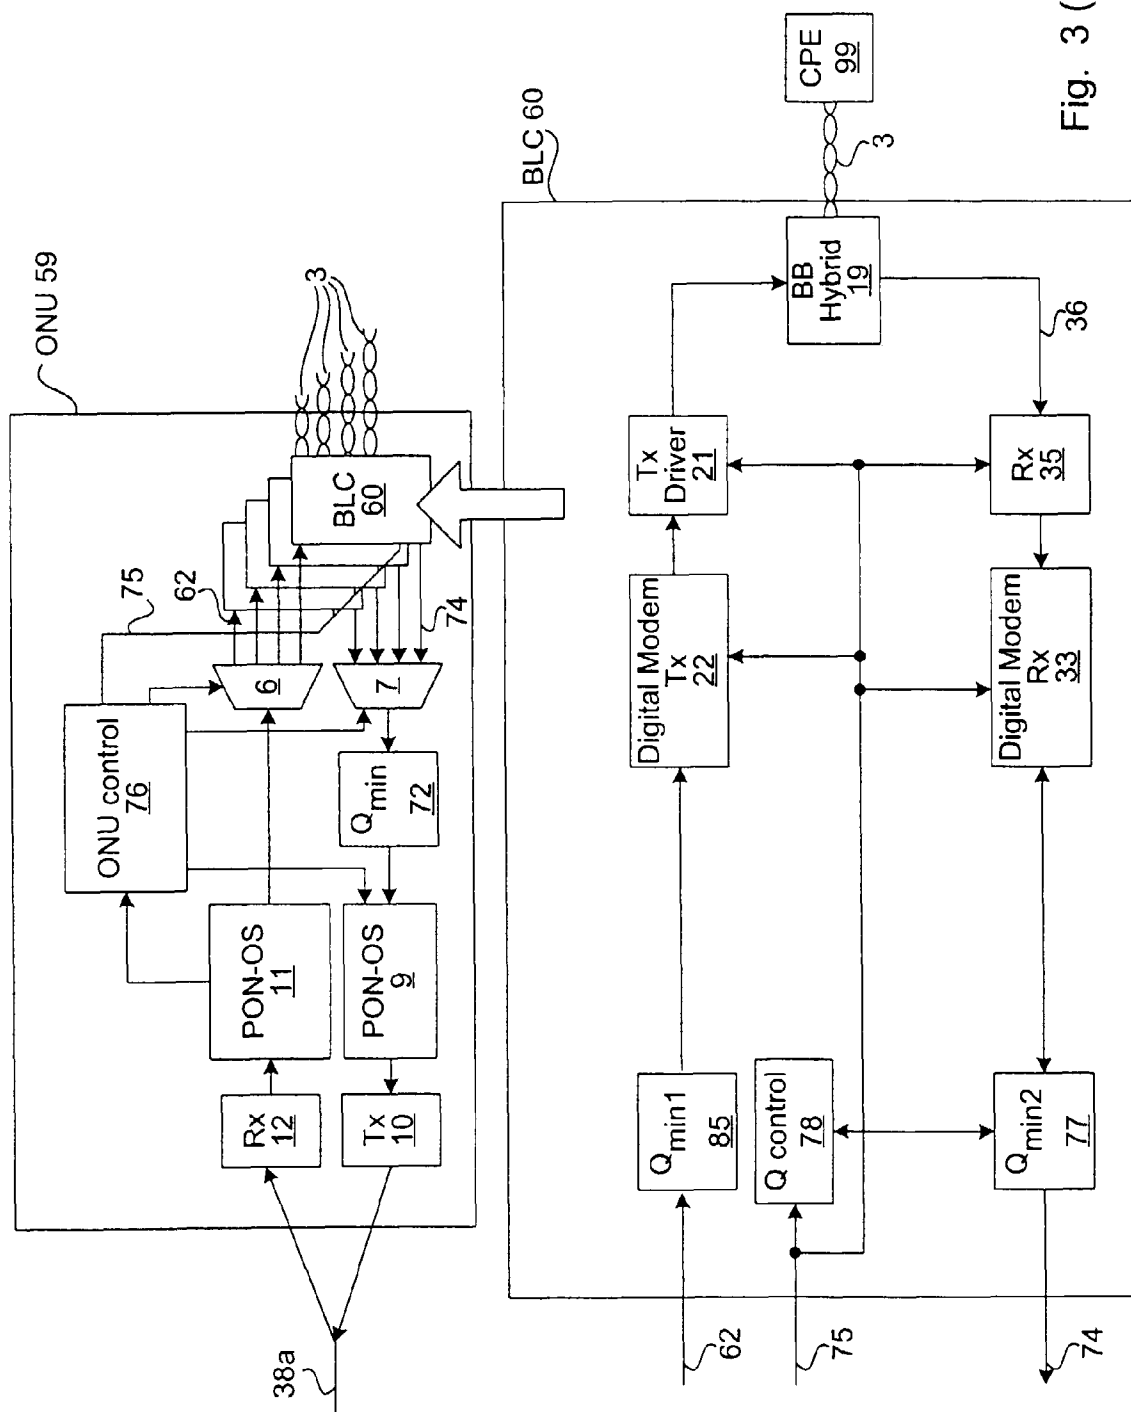 ONU 59
ONU control
76
75
62
6
7
74
PON-OS
11
PON-OS
9
Q min
72
Rx
12
Tx
10
38a
BLC
60
3
BLC 60
CPE
99
3
BB
Hybrid
19
36
Tx
Driver
21
Rx
35
Digital Modem
Tx
22
Digital Modem
Rx
33
Qmin1
85
Q control
78
Qmin2
77
62
75
74
Fig. 3 (